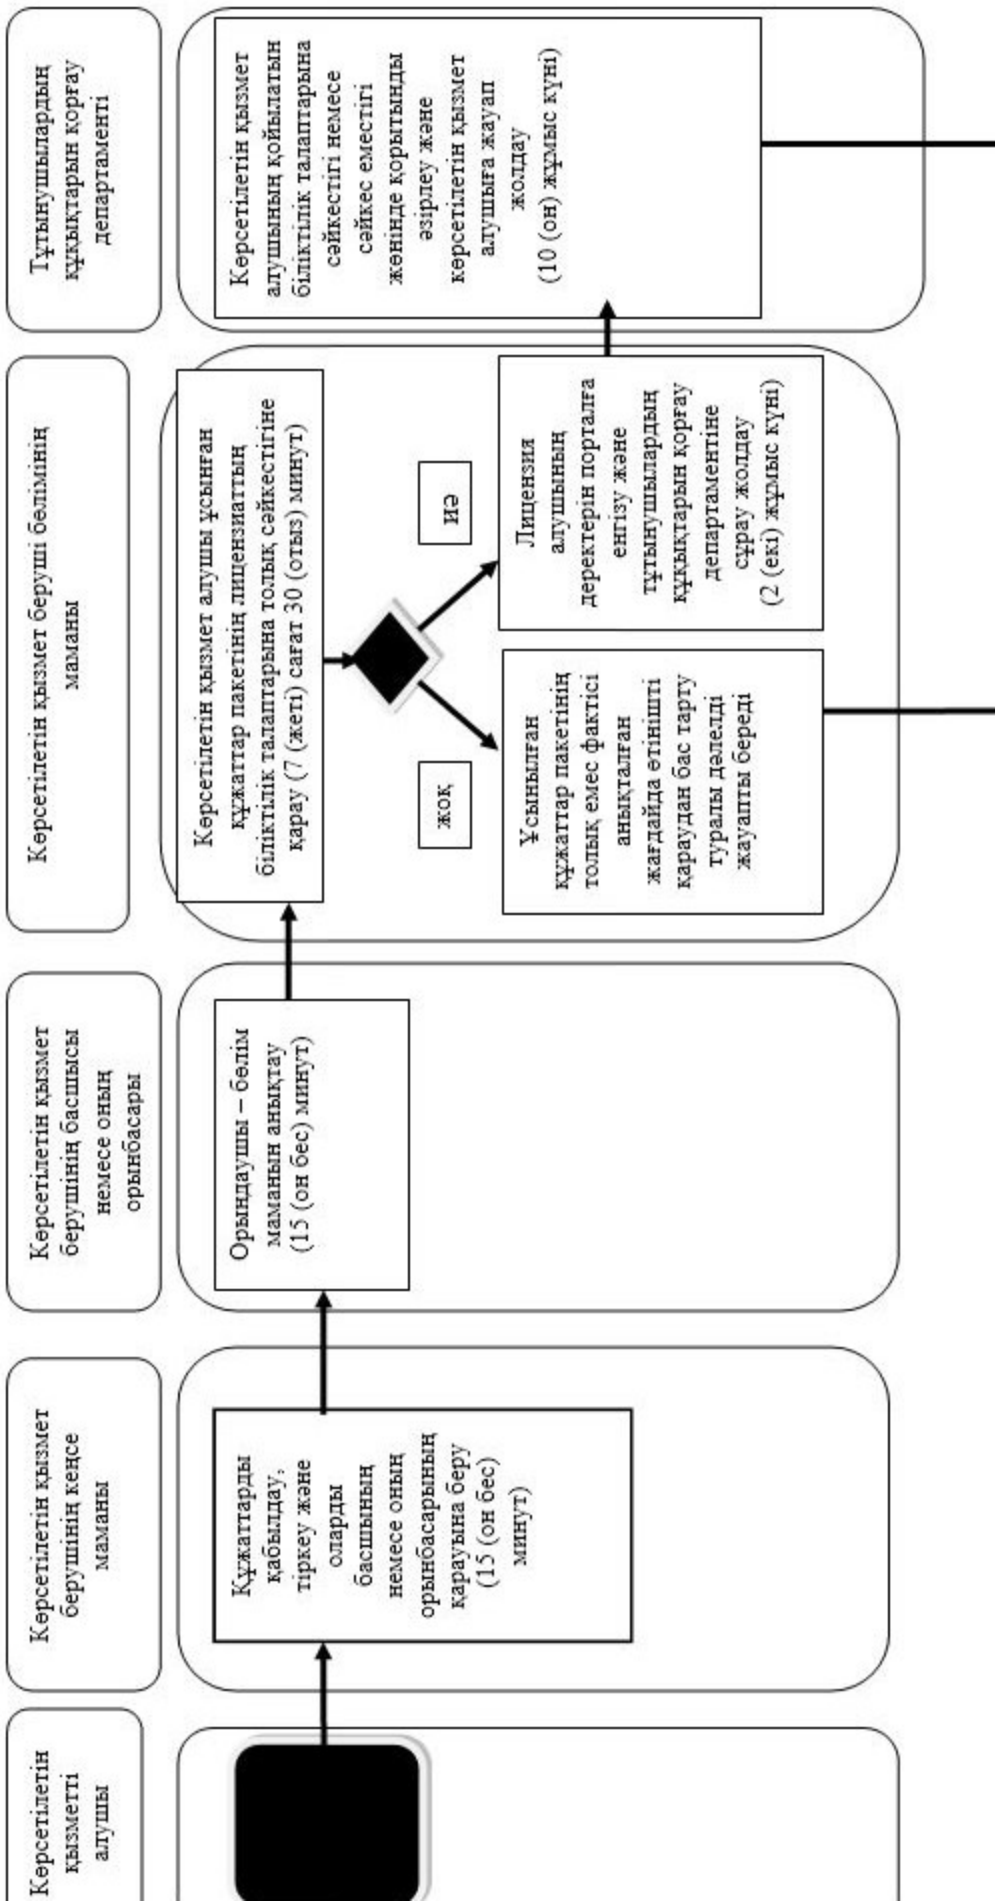 Көрсетілетін
қызметті
алушы
Көрсетілетін қызмет
берушінің кеңсе
маманы
Көрсетілетін қызмет
берушінің басшысы
немесе оның
орынбасары
Көрсетілетін қызмет беруші бөлімінің
маманы
Тұтынушылардың
құқықтарын қорғау
департаменті
Құжаттарды
қабылдау,
тіркеу және
оларды
басшының
немесе оның
орынбасарының
қарауына беру
(15 (он бес)
минут)
Орындаушы – бөлім
маманын анықтау
(15 (он бес) минут)
Көрсетілетін қызмет алушы ұсынған
құжаттар пакетінің лицензиаттың
біліктілік талаптарына толық сәйкестігіне
қарау (7 (жеті) сағат 30 (отыз) минут)
жоқ
иә
Ұсынылған
құжаттар пакетінің
толық емес фактісі
анықталған
жағдайда өтінішті
қараудан бас тарту
туралы дәлелді
жауапты береді
Лицензия
алушының
деректерін порталға
енгізу және
тұтынушылардың
құқықтарын қорғау
департаментіне
сұрау жолдау
(2 (екі) жұмыс күні)
Көрсетілетін қызмет
алушының қойылатын
біліктілік талаптарына
сәйкестігі немесе
сәйкес еместігі
жөнінде қорытынды
әзірлеу және
көрсетілетін қызмет
алушыға жауап
жолдау
(10 (он) жұмыс күні)